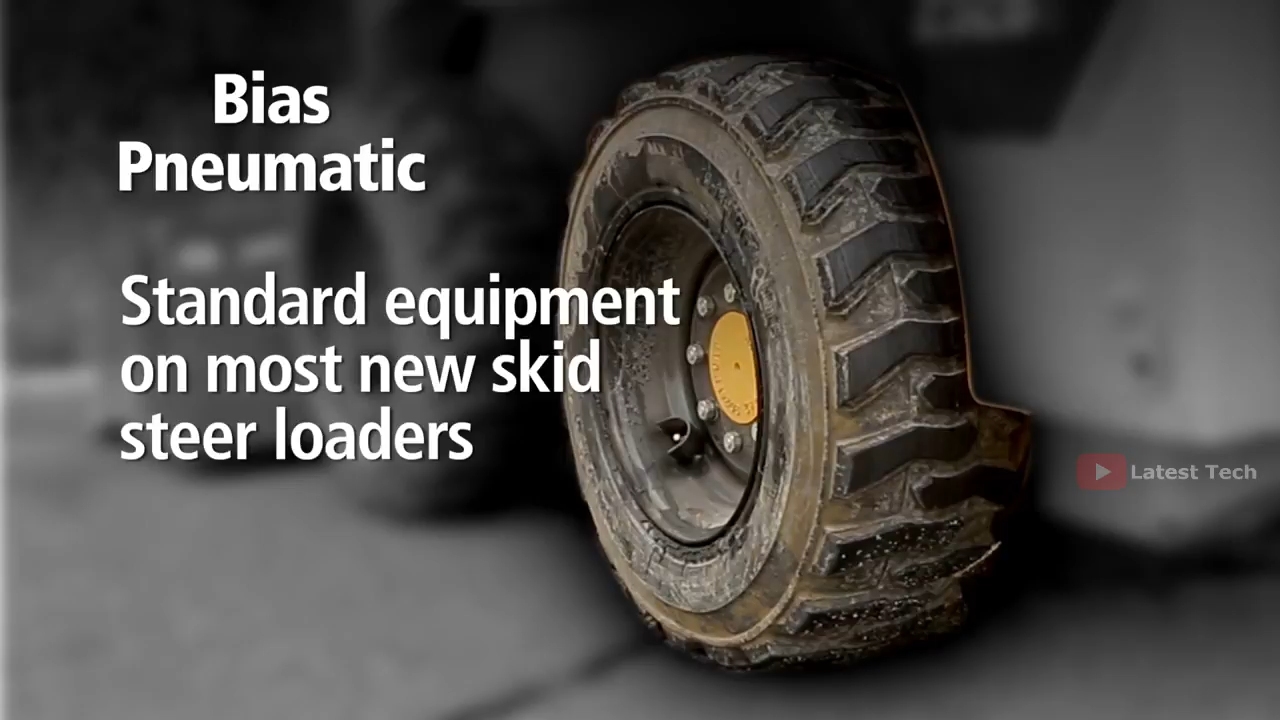 Bias
Pneumatic
Standard equipment
on most new skid
steer loaders
Latest Tech